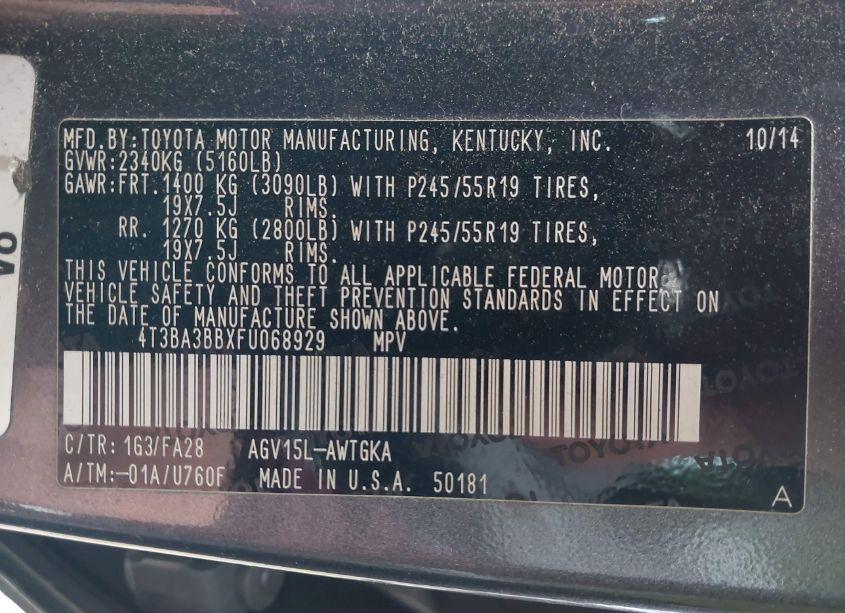 MFD.BY:TOYOTA MOTOR MANUFACTURING, KENTUCKY, INC. 10/14
GVWR:2340KG (5160LB)
GAWR:FRT.1400 KG (3090LB) WITH P245/55R19 TIRES,
19X7.5J RIMS.
RR. 1270 KG (2800LB) WITH P245/55R19 TIRES,
19X7.5J RIMS.
THIS VEHICLE CONFORMS TO ALL APPLICABLE FEDERAL MOTOR
VEHICLE SAFETY AND THEFT PREVENTION STANDARDS IN EFFECT ON
THE DATE OF MANUFACTURE SHOWN ABOVE.
4T3BA3BBXFU068929 MPV
C/TR: 1G3/FA28 AGV15L-AWTGKA
A/TM:-01A/U760F MADE IN U.S.A. 50181
A
TOYOTA
TOYOTA
TOYOTA